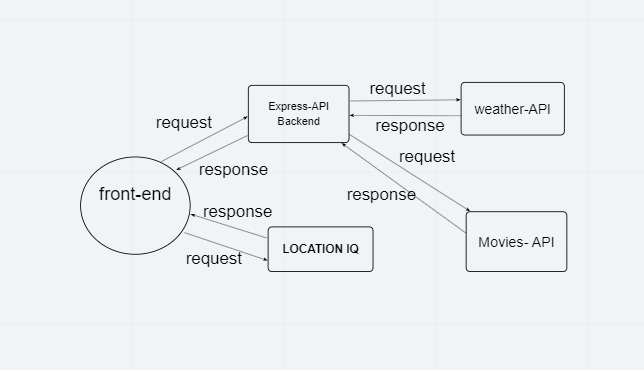 request
weather-API
Express-API
Backend
request
response
request
response
front-end
response
response
request
LOCATION IQ
Movies- API